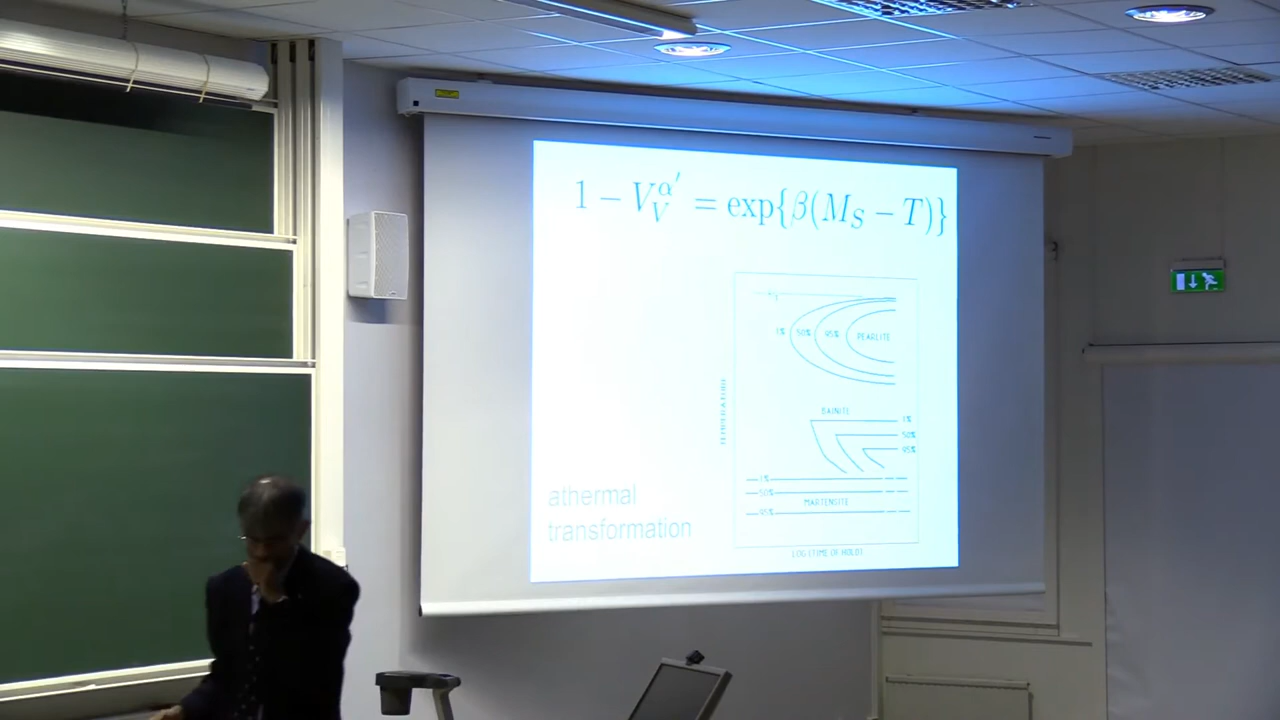 1 − V_V^{α′} = exp{β(M_S − T)}
1% 50% 95% PEARLITE
TEMPERATURE
BAINITE
1%
50%
95%
1%
50%
MARTENSITE
95%
athermal
transformation
LOG(TIME OF HOLD)